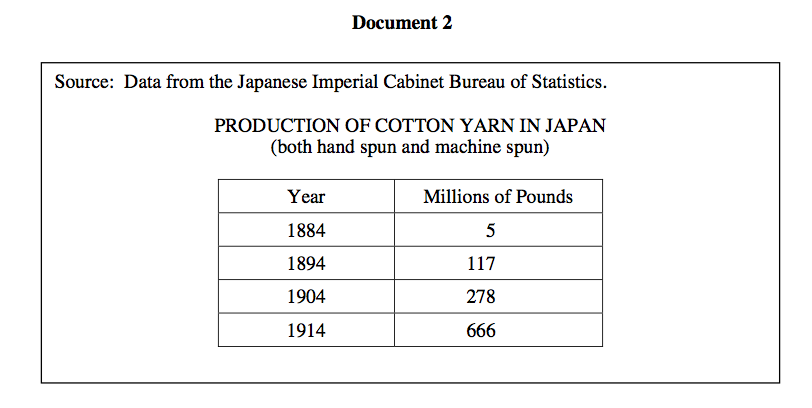 Document 2
Source: Data from the Japanese Imperial Cabinet Bureau of Statistics.
PRODUCTION OF COTTON YARN IN JAPAN
(both hand spun and machine spun)
Year Millions of Pounds
1884 5
1894 117
1904 278
1914 666